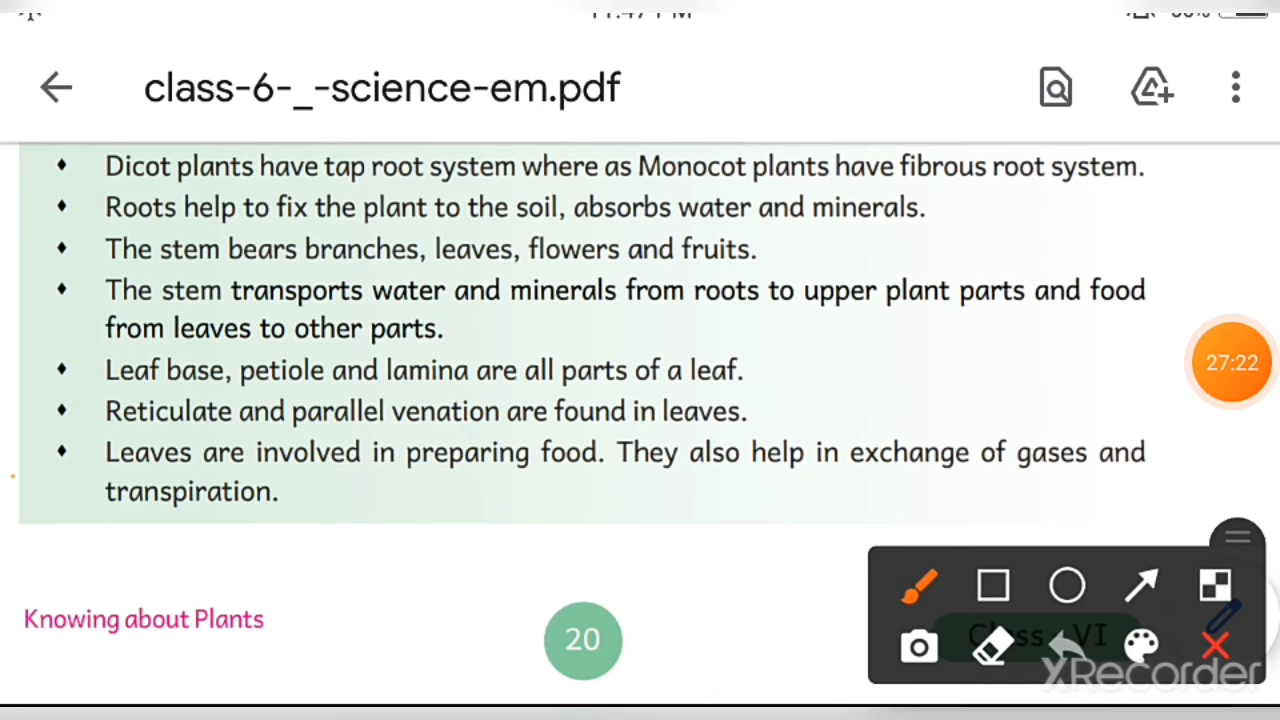 class-6-_-science-em.pdf
Dicot plants have tap root system where as Monocot plants have fibrous root system.
Roots help to fix the plant to the soil, absorbs water and minerals.
The stem bears branches, leaves, flowers and fruits.
The stem transports water and minerals from roots to upper plant parts and food
from leaves to other parts.
Leaf base, petiole and lamina are all parts of a leaf.
Reticulate and parallel venation are found in leaves.
Leaves are involved in preparing food. They also help in exchange of gases and
transpiration.
27:22
Knowing about Plants
20
VI
XRecorder